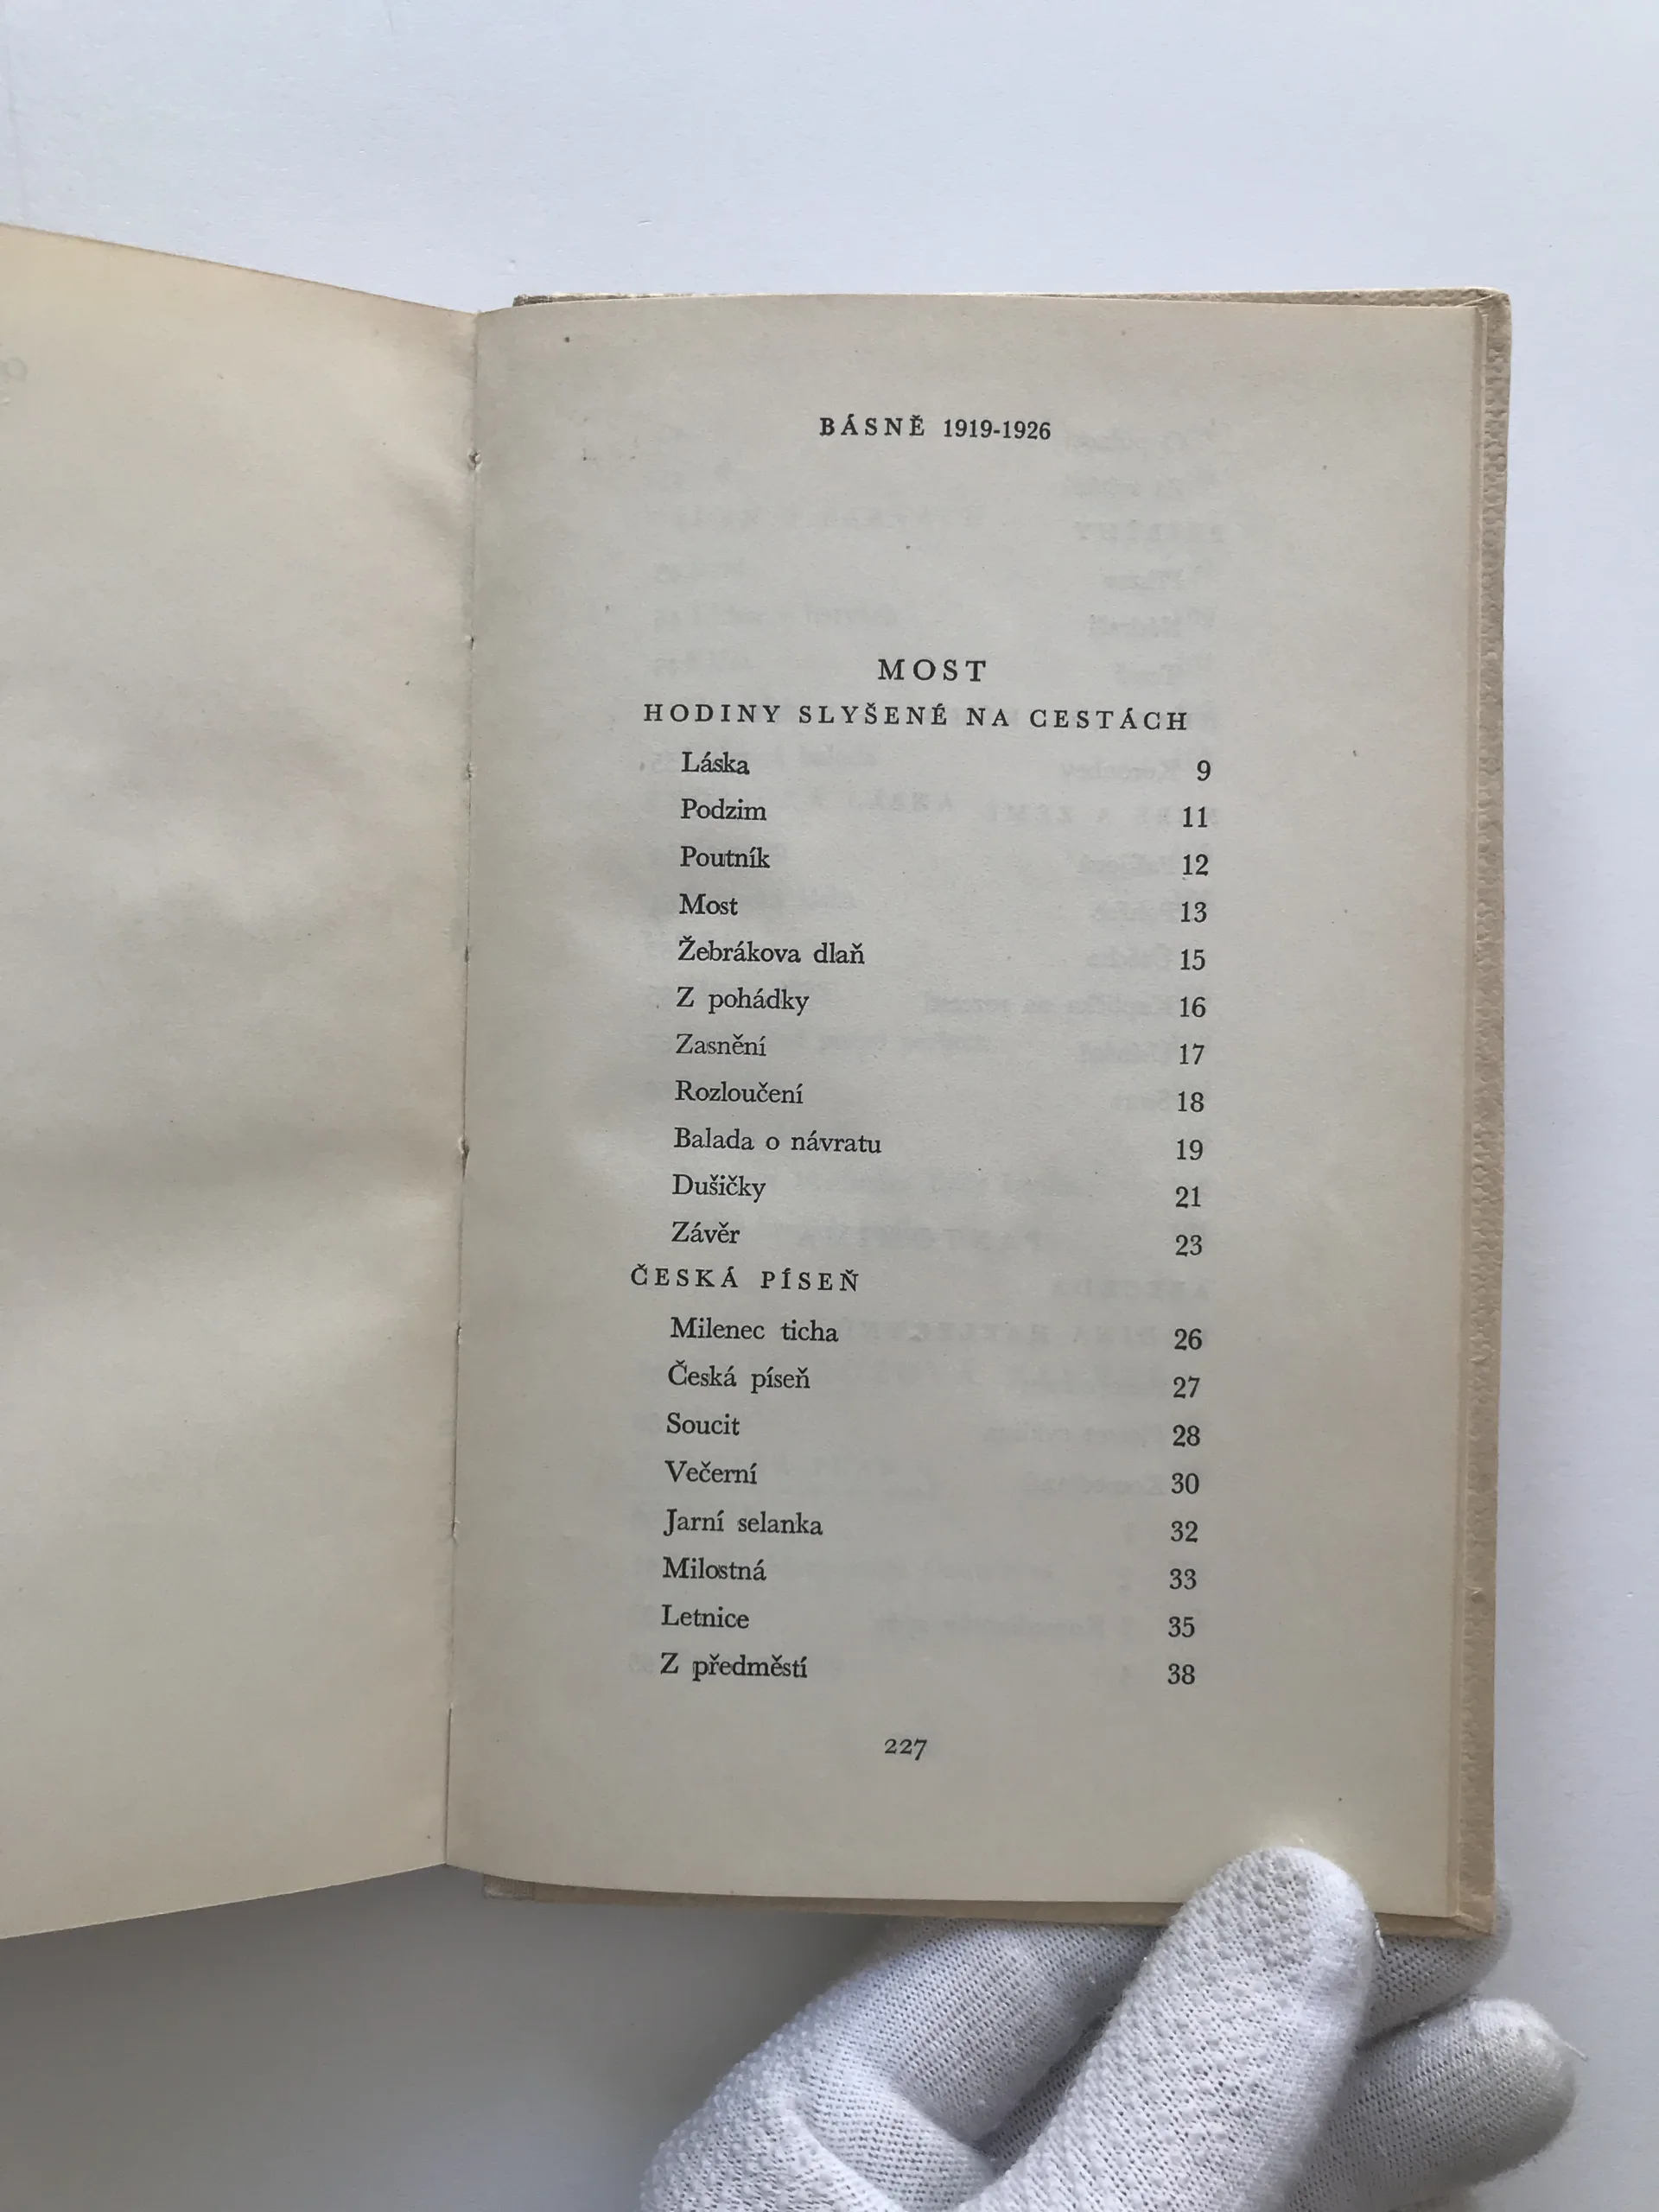 BÁSNĚ 1919-1926
MOST
HODINY SLYŠENÉ NA CESTÁCH
Láska 9
Podzim 11
Poutník 12
Most 13
Žebrákova dlaň 15
Z pohádky 16
Zasnění 17
Rozloučení 18
Balada o návratu 19
Dušičky 21
Závěr 23
ČESKÁ PÍSEŇ
Milenec ticha 26
Česká píseň 27
Soucit 28
Večerní 30
Jarní selanka 32
Milostná 33
Letnice 35
Z předměstí 38
227